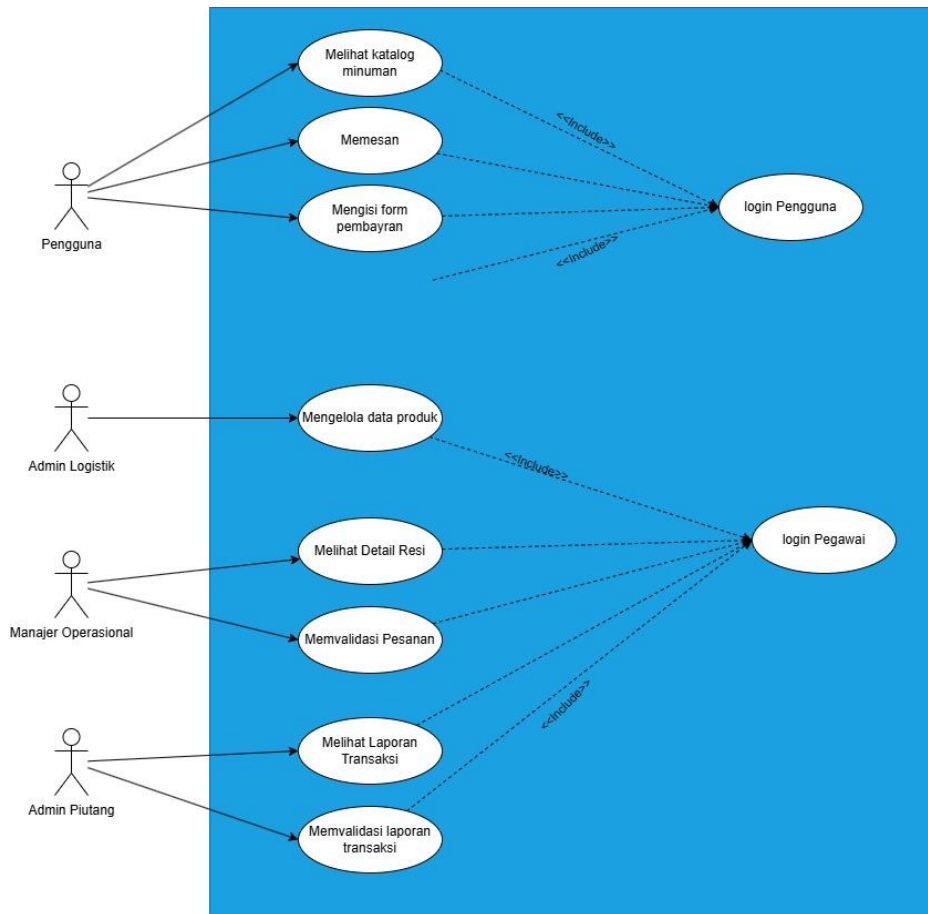 Melihat katalog
minuman
<<Include>>
Memesan
Mengisi form
pembayran
login Pengguna
Pengguna
<<Include>>
Mengelola data produk
Admin Logistik
<<Include>>
Melihat Detail Resi
login Pegawai
Manajer Operasional
Memvalidasi Pesanan
<<Include>>
Melihat Laporan
Transaksi
Admin Piutang
Memvalidasi laporan
transaksi